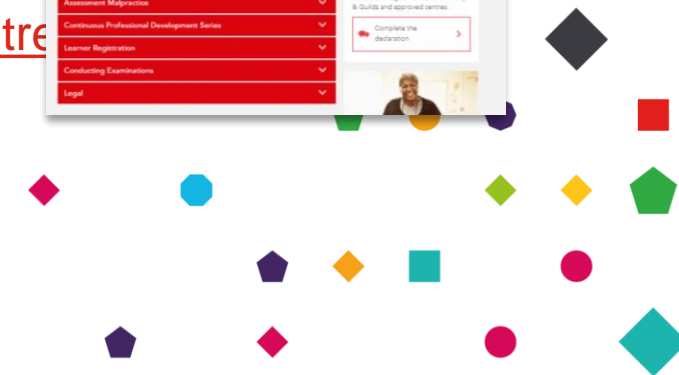 tre
Assessment Malpractice
Continuous Professional Development Series
Learner Registration
Conducting Examinations
Legal
& Guilds and approved centres.
Complete the
declaration